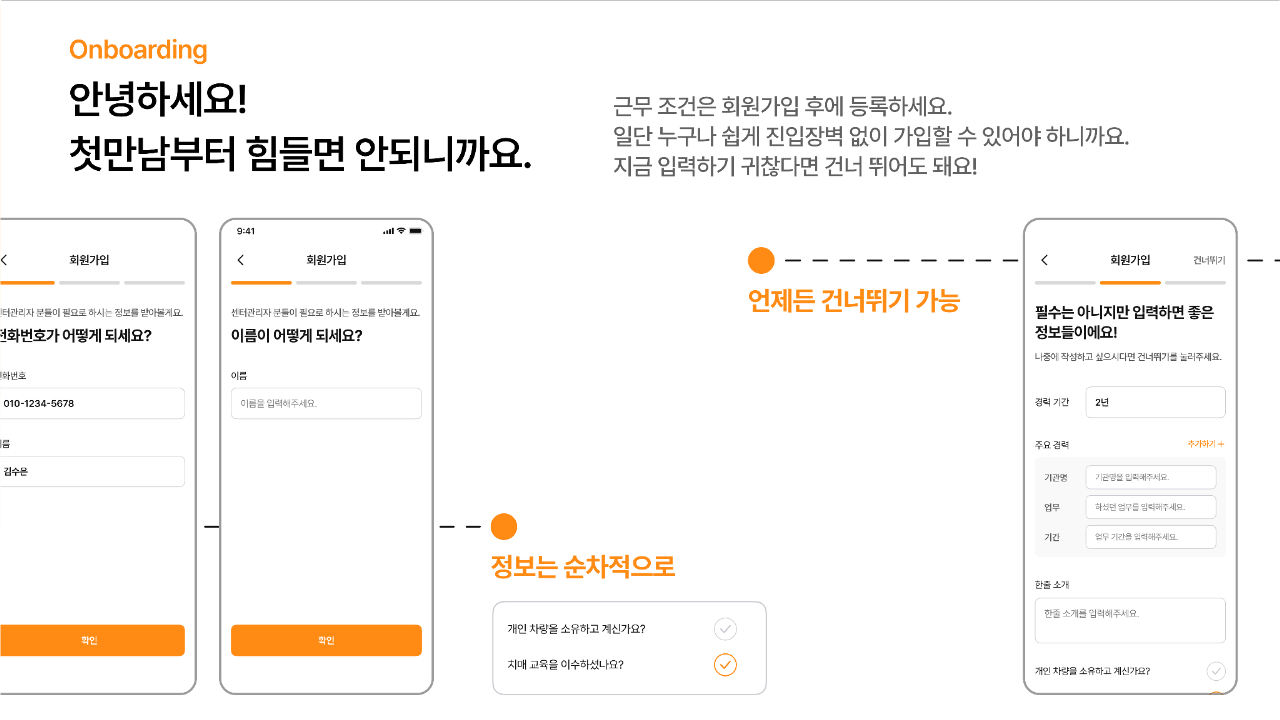 Onboarding
안녕하세요!
첫만남부터 힘들면 안되니까요.
근무 조건은 회원가입 후에 등록하세요.
일단 누구나 쉽게 진입장벽 없이 가입할 수 있어야 하니까요.
지금 입력하기 귀찮다면 건너 뛰어도 돼요!
회원가입
센터관리자 분들이 필요로 하시는 정보를 받아볼게요.
전화번호가 어떻게 되세요?
전화번호
010-1234-5678
이름
김수은
확인
9:41
회원가입
센터관리자 분들이 필요로 하시는 정보를 받아볼게요.
이름이 어떻게 되세요?
이름
이름을 입력해주세요.
확인
정보는 순차적으로
개인 차량을 소유하고 계신가요?
치매 교육을 이수하셨나요?
언제든 건너뛰기 가능
회원가입
건너뛰기
필수는 아니지만 입력하면 좋은
정보들이에요!
나중에 작성하고 싶으시다면 건너뛰기를 눌러주세요.
경력 기간
2년
주요 경력
추가하기 +
기관명
기관명을 입력해주세요.
업무
하셨던 업무를 입력해주세요.
기간
업무 기간을 입력해주세요.
한줄 소개
한줄 소개를 입력해주세요.
개인 차량을 소유하고 계신가요?